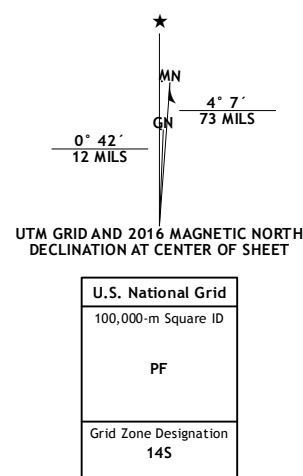 MN
GN
4° 7´
73 MILS
0° 42´
12 MILS
UTM GRID AND 2016 MAGNETIC NORTH
DECLINATION AT CENTER OF SHEET
U.S. National Grid
100,000-m Square ID
PF
Grid Zone Designation
14S